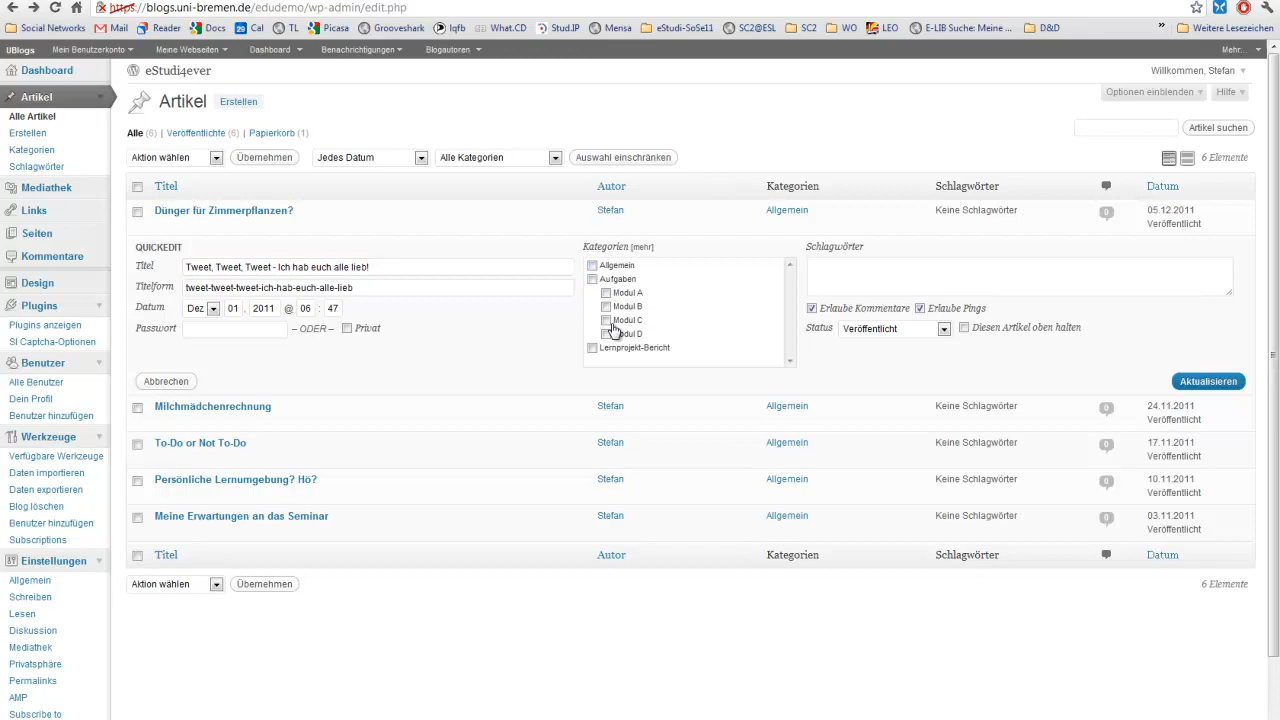 https://blogs.uni-bremen.de/edudemo/wp-admin/edit.php
Social Networks Mail Reader Docs Cal TL Picasa Grooveshark Iqfb What.CD Stud.IP Mensa eStudi-SoSe11 SC2@ESL SC2 WO LEO E-LIB Suche: Meine ... D&D » Weitere Lesezeichen
UBlogs Mein Benutzerkonto Meine Webseiten Dashboard Benachrichtigungen Blogautoren Mehr...
eStudi4ever Willkommen, Stefan
Artikel Erstellen Optionen einblenden Hilfe
Alle (6) | Veröffentlichte (6) | Papierkorb (1) Artikel suchen
Aktion wählen Übernehmen Jedes Datum Alle Kategorien Auswahl einschränken 6 Elemente
Titel Autor Kategorien Schlagwörter Datum
Dünger für Zimmerpflanzen? Stefan Allgemein Keine Schlagwörter 0 05.12.2011
Veröffentlicht
QUICKEDIT
Titel Tweet, Tweet, Tweet - Ich hab euch alle lieb!
Titelform tweet-tweet-tweet-ich-hab-euch-alle-lieb
Datum Dez 01 , 2011 @ 06 : 47
Passwort – ODER – Privat
Kategorien [mehr]
Allgemein
Aufgaben
Modul A
Modul B
Modul C
Lernprojekt-Bericht
Schlagwörter
Erlaube Kommentare Erlaube Pings
Status Veröffentlicht Diesen Artikel oben halten
Abbrechen Aktualisieren
Milchmädchenrechnung Stefan Allgemein Keine Schlagwörter 0 24.11.2011
Veröffentlicht
To-Do or Not To-Do Stefan Allgemein Keine Schlagwörter 0 17.11.2011
Veröffentlicht
Persönliche Lernumgebung? Hö? Stefan Allgemein Keine Schlagwörter 0 10.11.2011
Veröffentlicht
Meine Erwartungen an das Seminar Stefan Allgemein Keine Schlagwörter 0 03.11.2011
Veröffentlicht
Titel Autor Kategorien Schlagwörter Datum
Aktion wählen Übernehmen 6 Elemente
Dashboard
Artikel
Alle Artikel
Erstellen
Kategorien
Schlagwörter
Mediathek
Links
Seiten
Kommentare
Design
Plugins
Plugins anzeigen
SI Captcha-Optionen
Benutzer
Alle Benutzer
Dein Profil
Benutzer hinzufügen
Werkzeuge
Verfügbare Werkzeuge
Daten importieren
Daten exportieren
Blog löschen
Benutzer hinzufügen
Subscriptions
Einstellungen
Allgemein
Schreiben
Lesen
Diskussion
Mediathek
Privatsphäre
Permalinks
AMP
Subscribe to